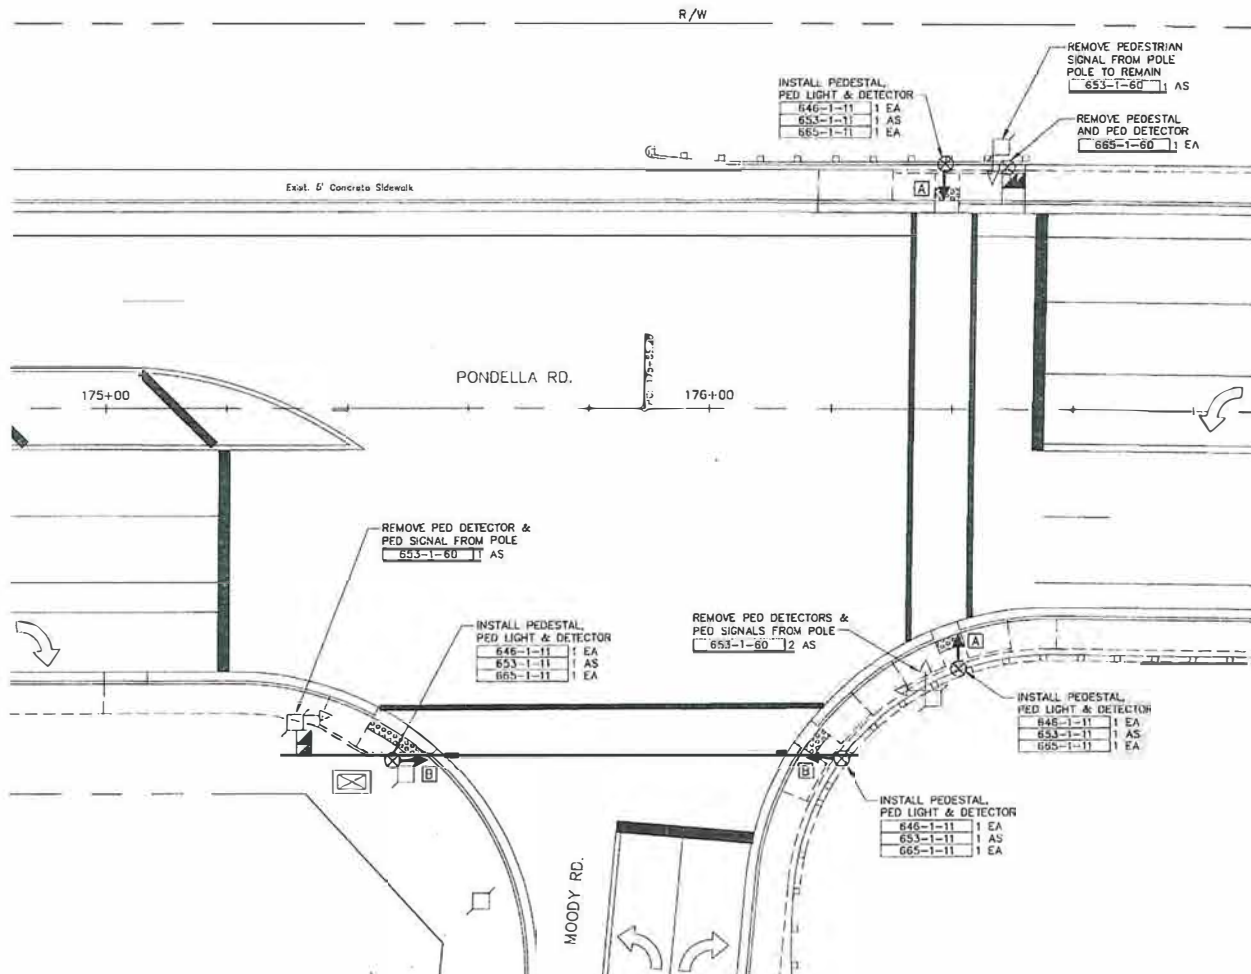 R/W
REMOVE PEDESTRIAN
SIGNAL FROM POLE
POLE TO REMAIN
653-1-60 1 AS
INSTALL PEDESTAL,
PED LIGHT & DETECTOR
646-1-11 1 EA
653-1-11 1 AS
665-1-11 1 EA
REMOVE PEDESTAL
AND PED DETECTOR
665-1-60 1 EA
Exist. 6' Concrete Sidewalk
A
PONDELLA RD.
175+00
176+00
REMOVE PED DETECTOR &
PED SIGNAL FROM POLE
653-1-60 1 AS
INSTALL PEDESTAL,
PED LIGHT & DETECTOR
646-1-11 1 EA
653-1-11 1 AS
665-1-11 1 EA
REMOVE PED DETECTORS &
PED SIGNALS FROM POLE
653-1-60 2 AS
A
INSTALL PEDESTAL,
PED LIGHT & DETECTOR
646-1-11 1 EA
653-1-11 1 AS
665-1-11 1 EA
B
B
INSTALL PEDESTAL,
PED LIGHT & DETECTOR
646-1-11 1 EA
653-1-11 1 AS
665-1-11 1 EA
MOODY RD.